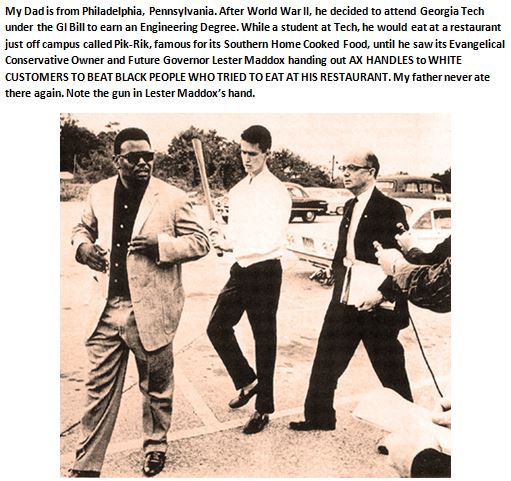 My Dad is from Philadelphia, Pennsylvania. After World War II, he decided to attend Georgia Tech
under the GI Bill to earn an Engineering Degree. While a student at Tech, he would eat at a restaurant
just off campus called Pik-Rik, famous for its Southern Home Cooked Food, until he saw its Evangelical
Conservative Owner and Future Governor Lester Maddox handing out AX HANDLES to WHITE
CUSTOMERS TO BEAT BLACK PEOPLE WHO TRIED TO EAT AT HIS RESTAURANT. My father never ate
there again. Note the gun in Lester Maddox’s hand.